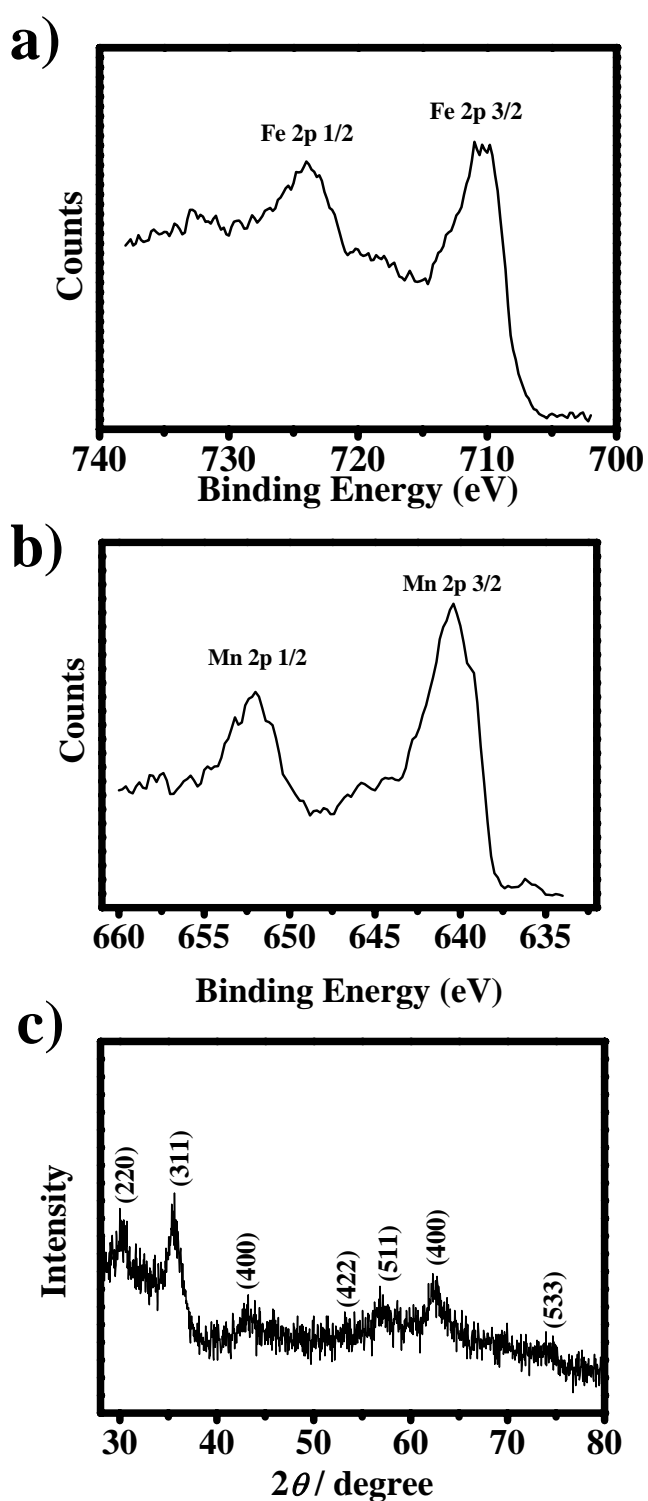 a)
Fe 2p 1/2
Fe 2p 3/2
Counts
740 730 720 710 700
Binding Energy (eV)
b)
Mn 2p 3/2
Mn 2p 1/2
Counts
660 655 650 645 640 635
Binding Energy (eV)
c)
Intensity
(220)
(311)
(400)
(422)
(511)
(400)
(533)
30 40 50 60 70 80
2θ / degree